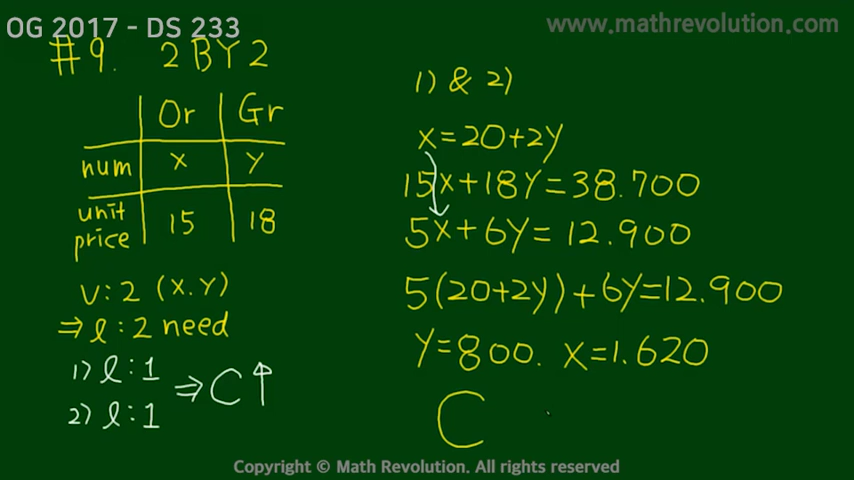 OG 2017 - DS 233
www.mathrevolution.com
#9. 2 BY 2
Or Gr
num X Y
unit price 15 18
V: 2 (X.Y)
⇒ l : 2 need
1) l : 1
2) l : 1
⇒ C ↑
1) & 2)
X=20+2Y
15X+18Y=38.700
5X+6Y=12.900
5(20+2Y)+6Y=12.900
Y=800. X=1.620
C
Copyright © Math Revolution. All rights reserved